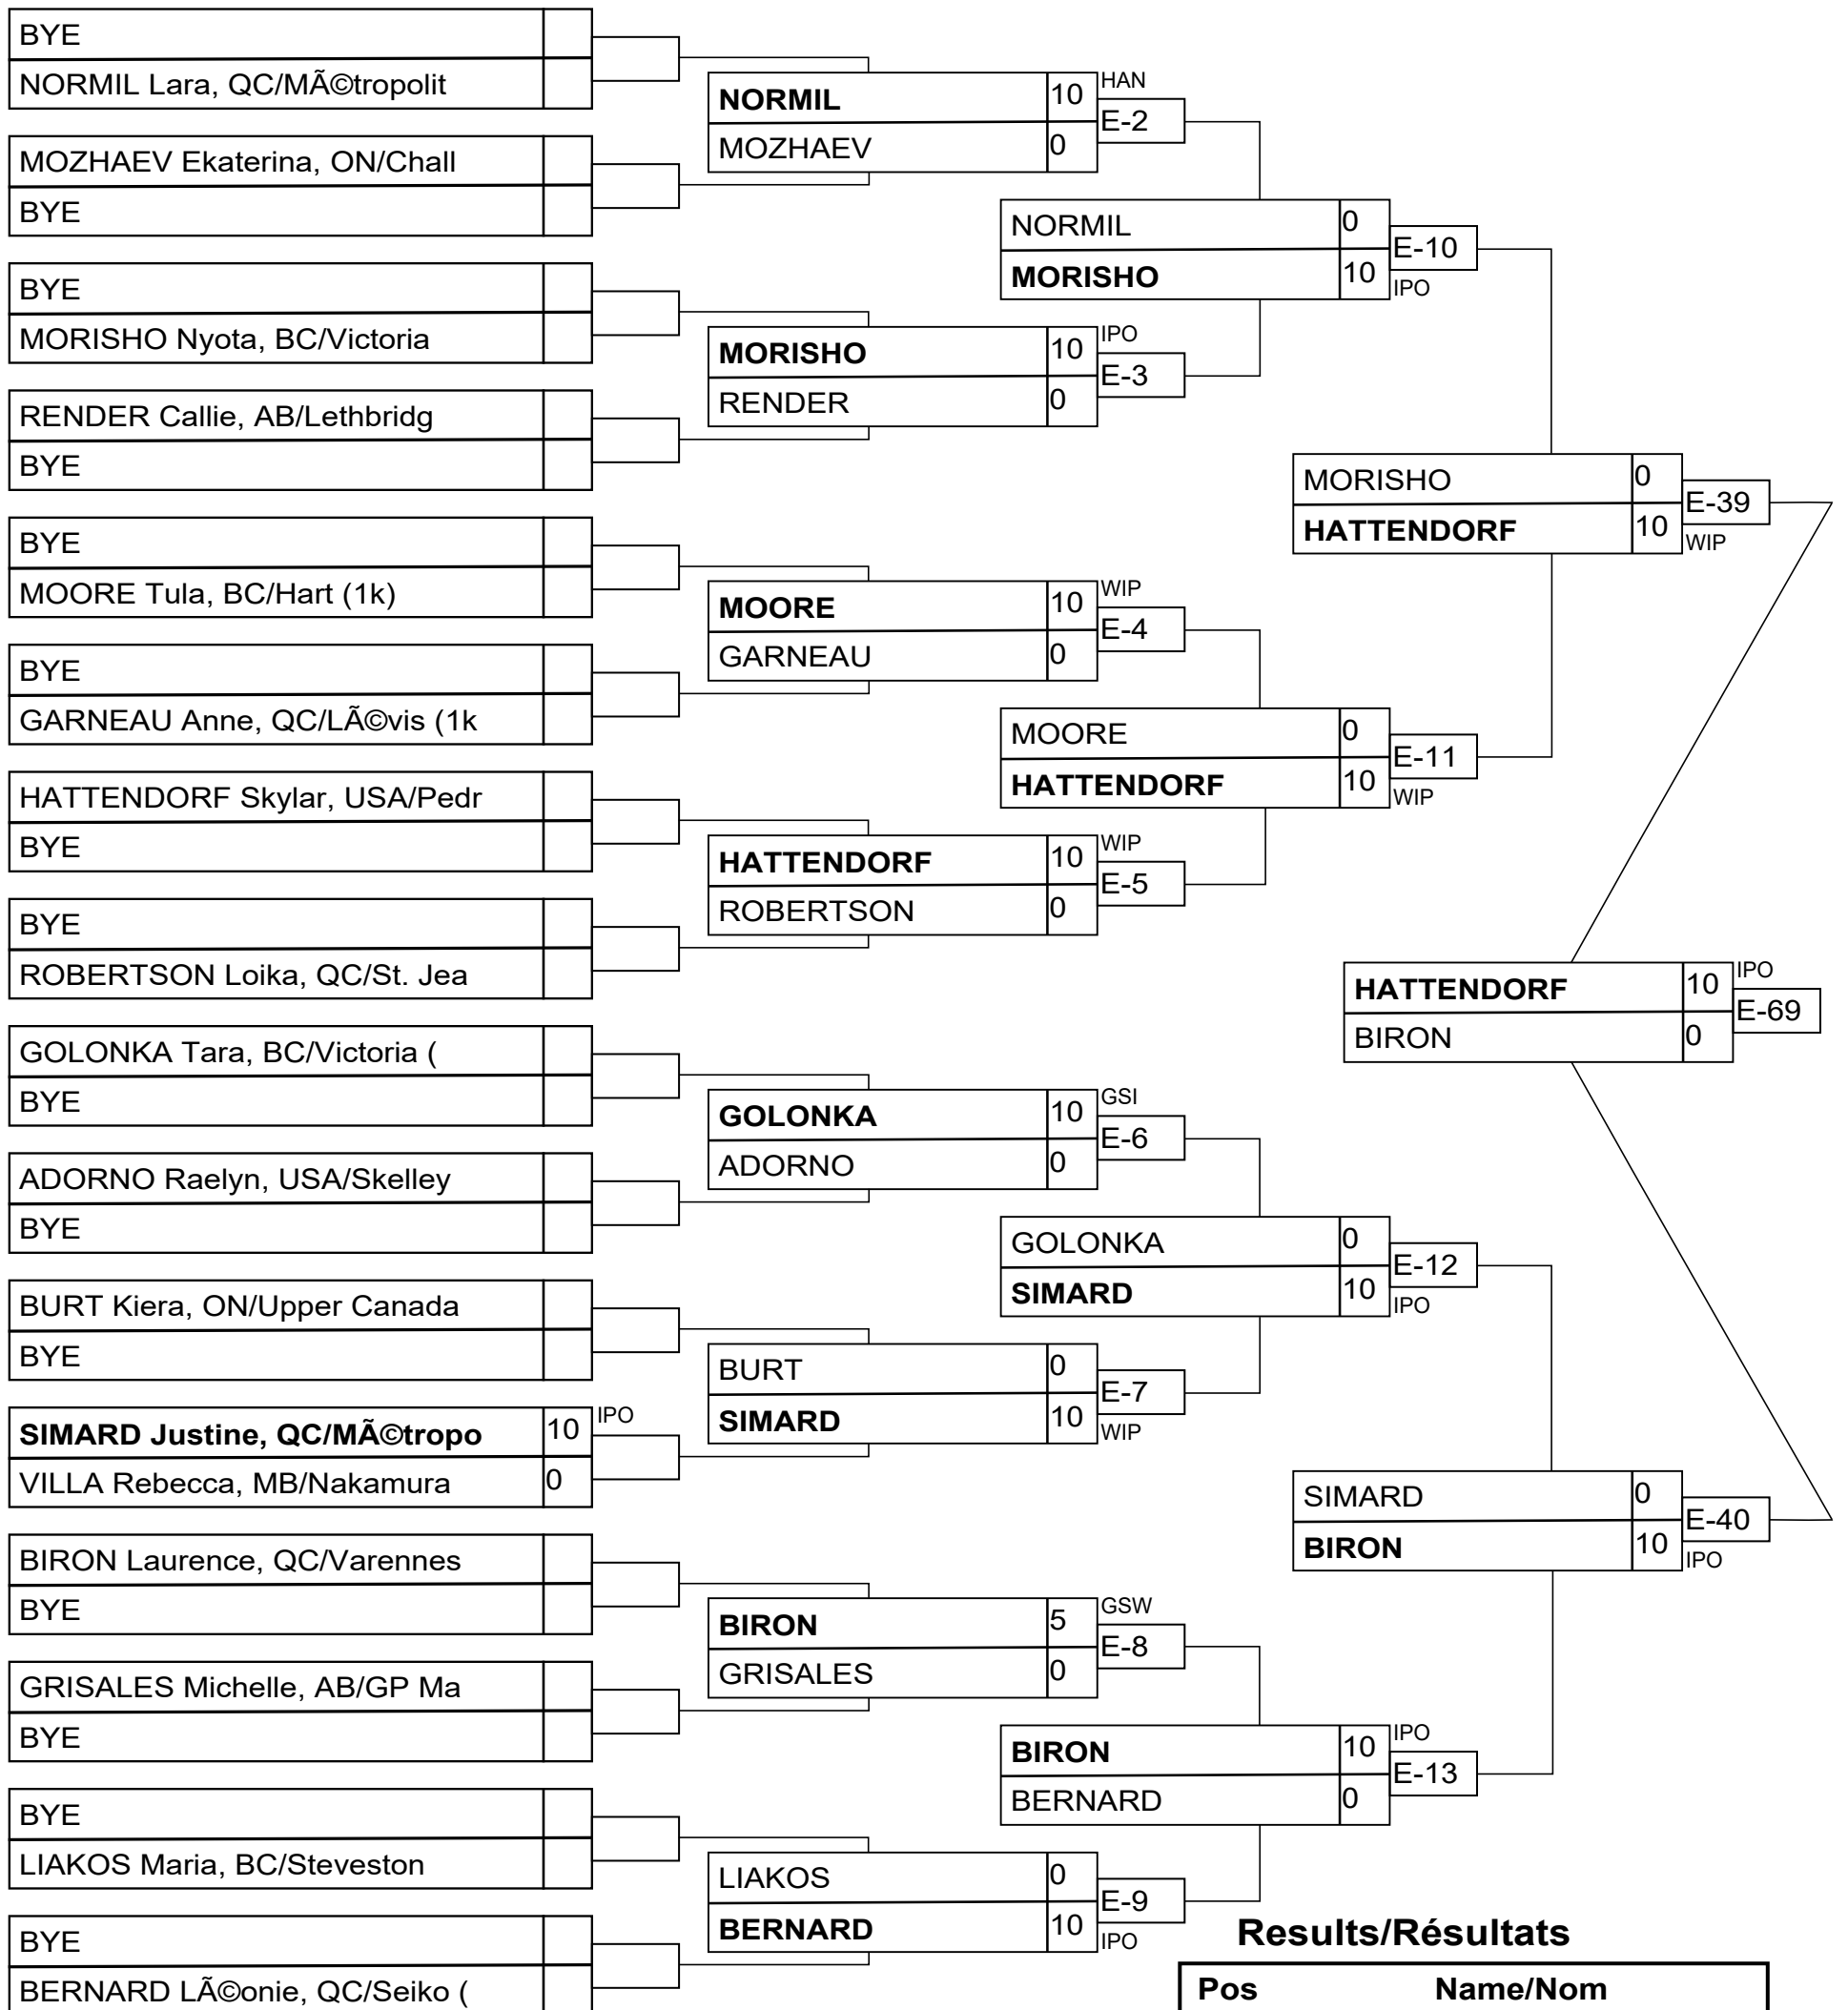 BYE
NORMIL Lara, QC/MÃ©tropolit
MOZHAEV Ekaterina, ON/Chall
BYE
BYE
MORISHO Nyota, BC/Victoria
RENDER Callie, AB/Lethbridg
BYE
BYE
MOORE Tula, BC/Hart (1k)
BYE
GARNEAU Anne, QC/LÃ©vis (1k
HATTENDORF Skylar, USA/Pedr
BYE
BYE
ROBERTSON Loika, QC/St. Jea
GOLONKA Tara, BC/Victoria (
BYE
ADORNO Raelyn, USA/Skelley
BYE
BURT Kiera, ON/Upper Canada
BYE
SIMARD Justine, QC/MÃ©tropo 10 IPO
VILLA Rebecca, MB/Nakamura 0
BIRON Laurence, QC/Varennes
BYE
GRISALES Michelle, AB/GP Ma
BYE
BYE
LIAKOS Maria, BC/Steveston
BYE
BERNARD LÃ©onie, QC/Seiko (
NORMIL 10 HAN
E-2
MOZHAEV 0
MORISHO 10 IPO
E-3
RENDER 0
MOORE 10 WIP
E-4
GARNEAU 0
HATTENDORF 10 WIP
E-5
ROBERTSON 0
GOLONKA 10 GSI
E-6
ADORNO 0
BURT 0
E-7
SIMARD 10 WIP
BIRON 5 GSW
E-8
GRISALES 0
LIAKOS 0
E-9
BERNARD 10 IPO
NORMIL 0
E-10
MORISHO 10 IPO
MOORE 0
E-11
HATTENDORF 10 WIP
GOLONKA 0
E-12
SIMARD 10 IPO
BIRON 10 IPO
E-13
BERNARD 0
MORISHO 0
E-39
HATTENDORF 10 WIP
SIMARD 0
E-40
BIRON 10 IPO
HATTENDORF 10 IPO
E-69
BIRON 0
Results/Résultats
Pos Name/Nom